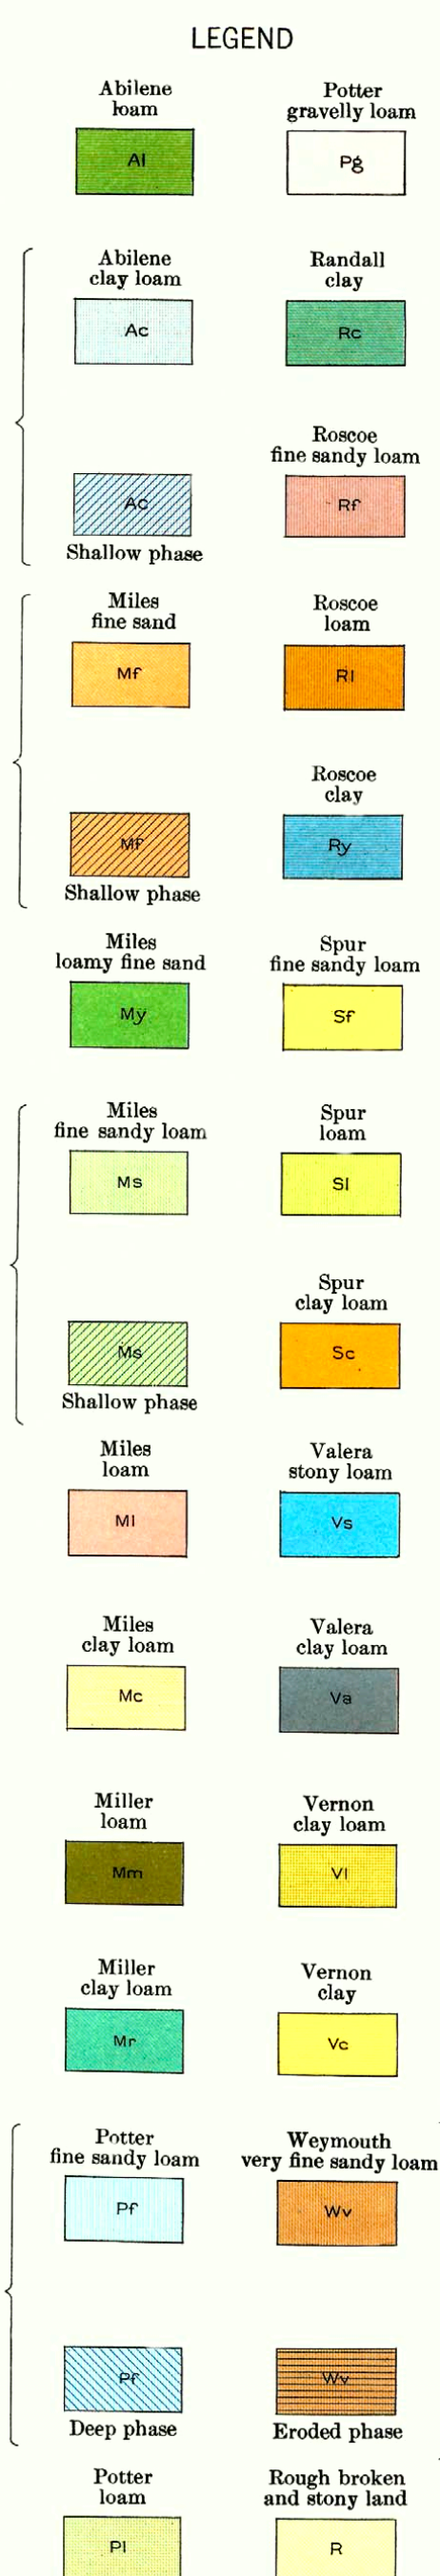 LEGEND
Abilene
loam
Al
Abilene
clay loam
Ac
Ac
Shallow phase
Miles
fine sand
Mf
Mf
Shallow phase
Miles
loamy fine sand
My
Miles
fine sandy loam
Ms
Ms
Shallow phase
Miles
loam
Ml
Miles
clay loam
Mc
Miller
loam
Mm
Miller
clay loam
Mr
Potter
fine sandy loam
Pf
Pf
Deep phase
Potter
loam
Pl
Potter
gravelly loam
Pg
Randall
clay
Rc
Roscoe
fine sandy loam
Rf
Roscoe
loam
Rl
Roscoe
clay
Ry
Spur
fine sandy loam
Sf
Spur
loam
Sl
Spur
clay loam
Sc
Valera
stony loam
Vs
Valera
clay loam
Va
Vernon
clay loam
Vl
Vernon
clay
Vc
Weymouth
very fine sandy loam
Wv
Wv
Eroded phase
Rough broken
and stony land
R